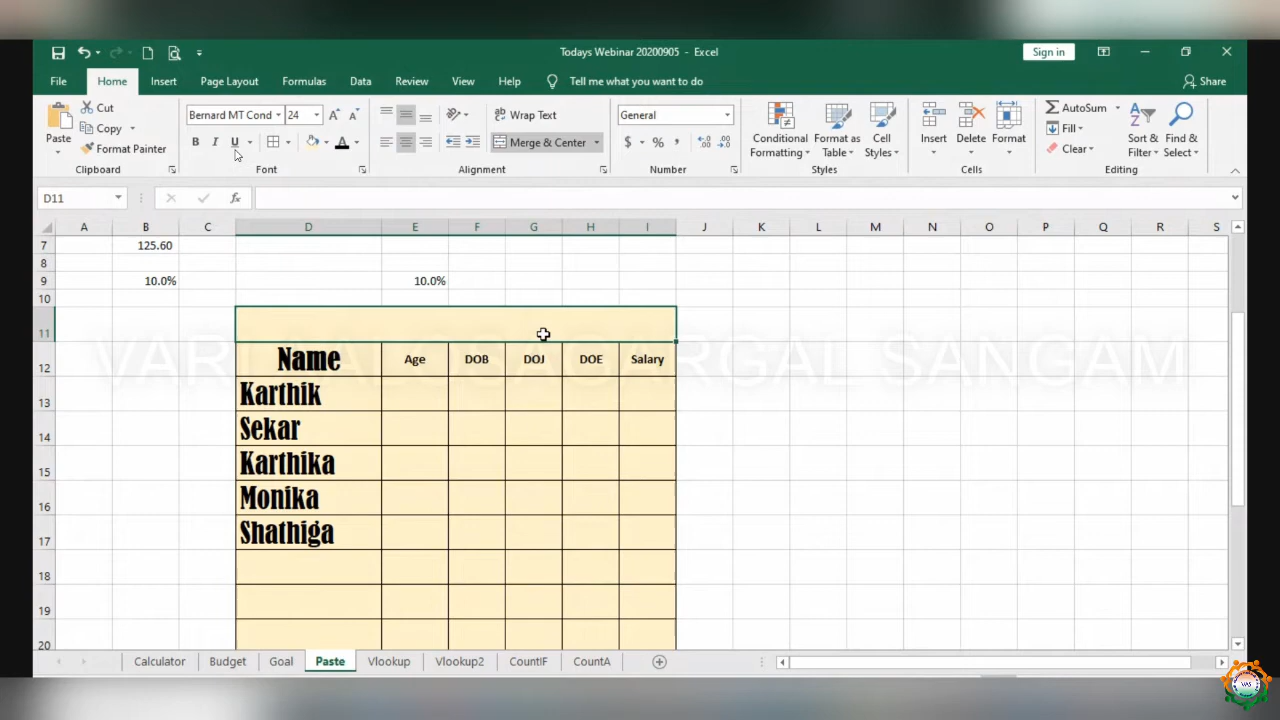 Todays Webinar 20200905 - Excel
Sign in
File Home Insert Page Layout Formulas Data Review View Help Tell me what you want to do Share
Paste
Cut
Copy
Format Painter
Clipboard
Bernard MT Cond 24
B I U
Font
Wrap Text
Merge & Center
Alignment
General
$ % ,
Number
Conditional Formatting
Format as Table
Cell Styles
Styles
Insert
Delete
Format
Cells
AutoSum
Fill
Clear
Sort & Filter
Find & Select
Editing
D11 fx
A B C D E F G H I J K L M N O P Q R S
7 125.60
8
9 10.0% 10.0%
10
11
12 Name Age DOB DOJ DOE Salary
13 Karthik
14 Sekar
15 Karthika
16 Monika
17 Shathiga
18
19
20
Calculator Budget Goal Paste Vlookup Vlookup2 CountIF CountA
VAS